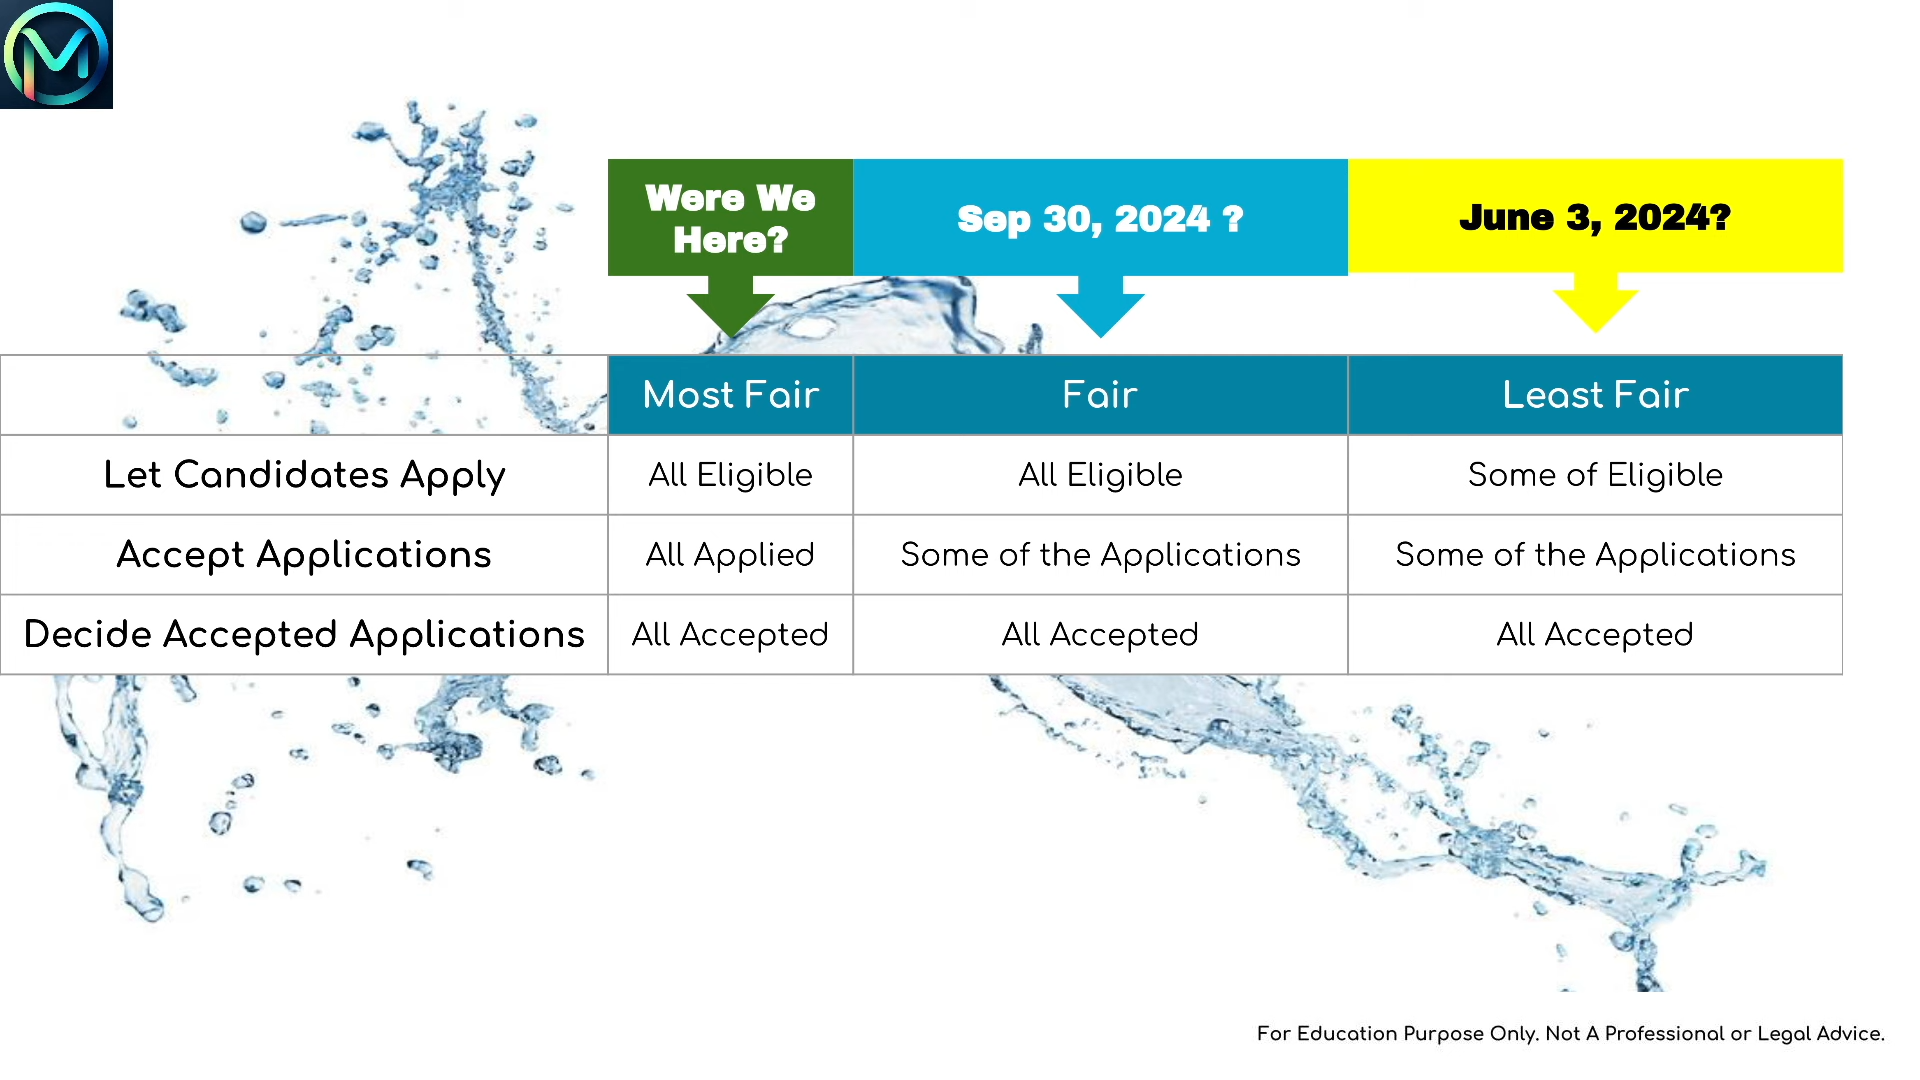 Were We
Here?
Sep 30, 2024 ?
June 3, 2024?
Most Fair
Fair
Least Fair
Let Candidates Apply
All Eligible
All Eligible
Some of Eligible
Accept Applications
All Applied
Some of the Applications
Some of the Applications
Decide Accepted Applications
All Accepted
All Accepted
All Accepted
For Education Purpose Only. Not A Professional or Legal Advice.